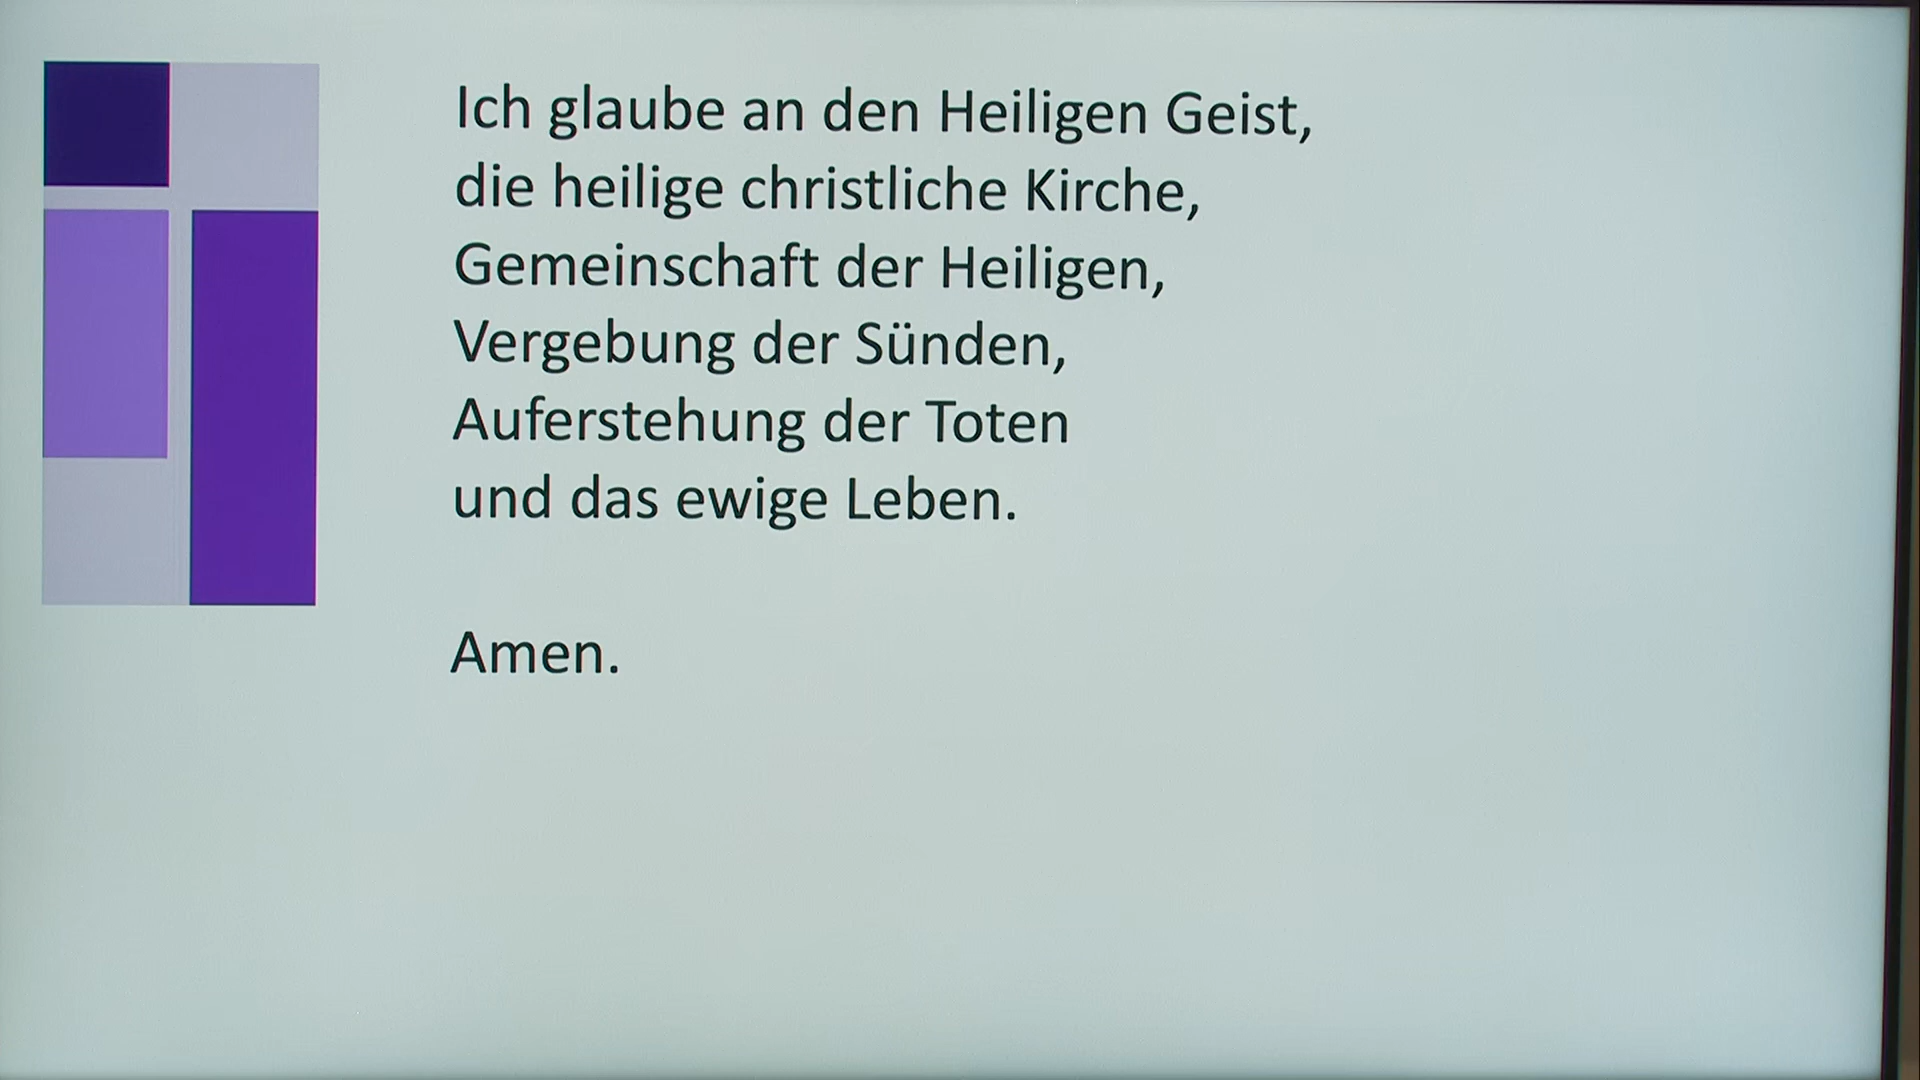 Ich glaube an den Heiligen Geist,
die heilige christliche Kirche,
Gemeinschaft der Heiligen,
Vergebung der Sünden,
Auferstehung der Toten
und das ewige Leben.
Amen.